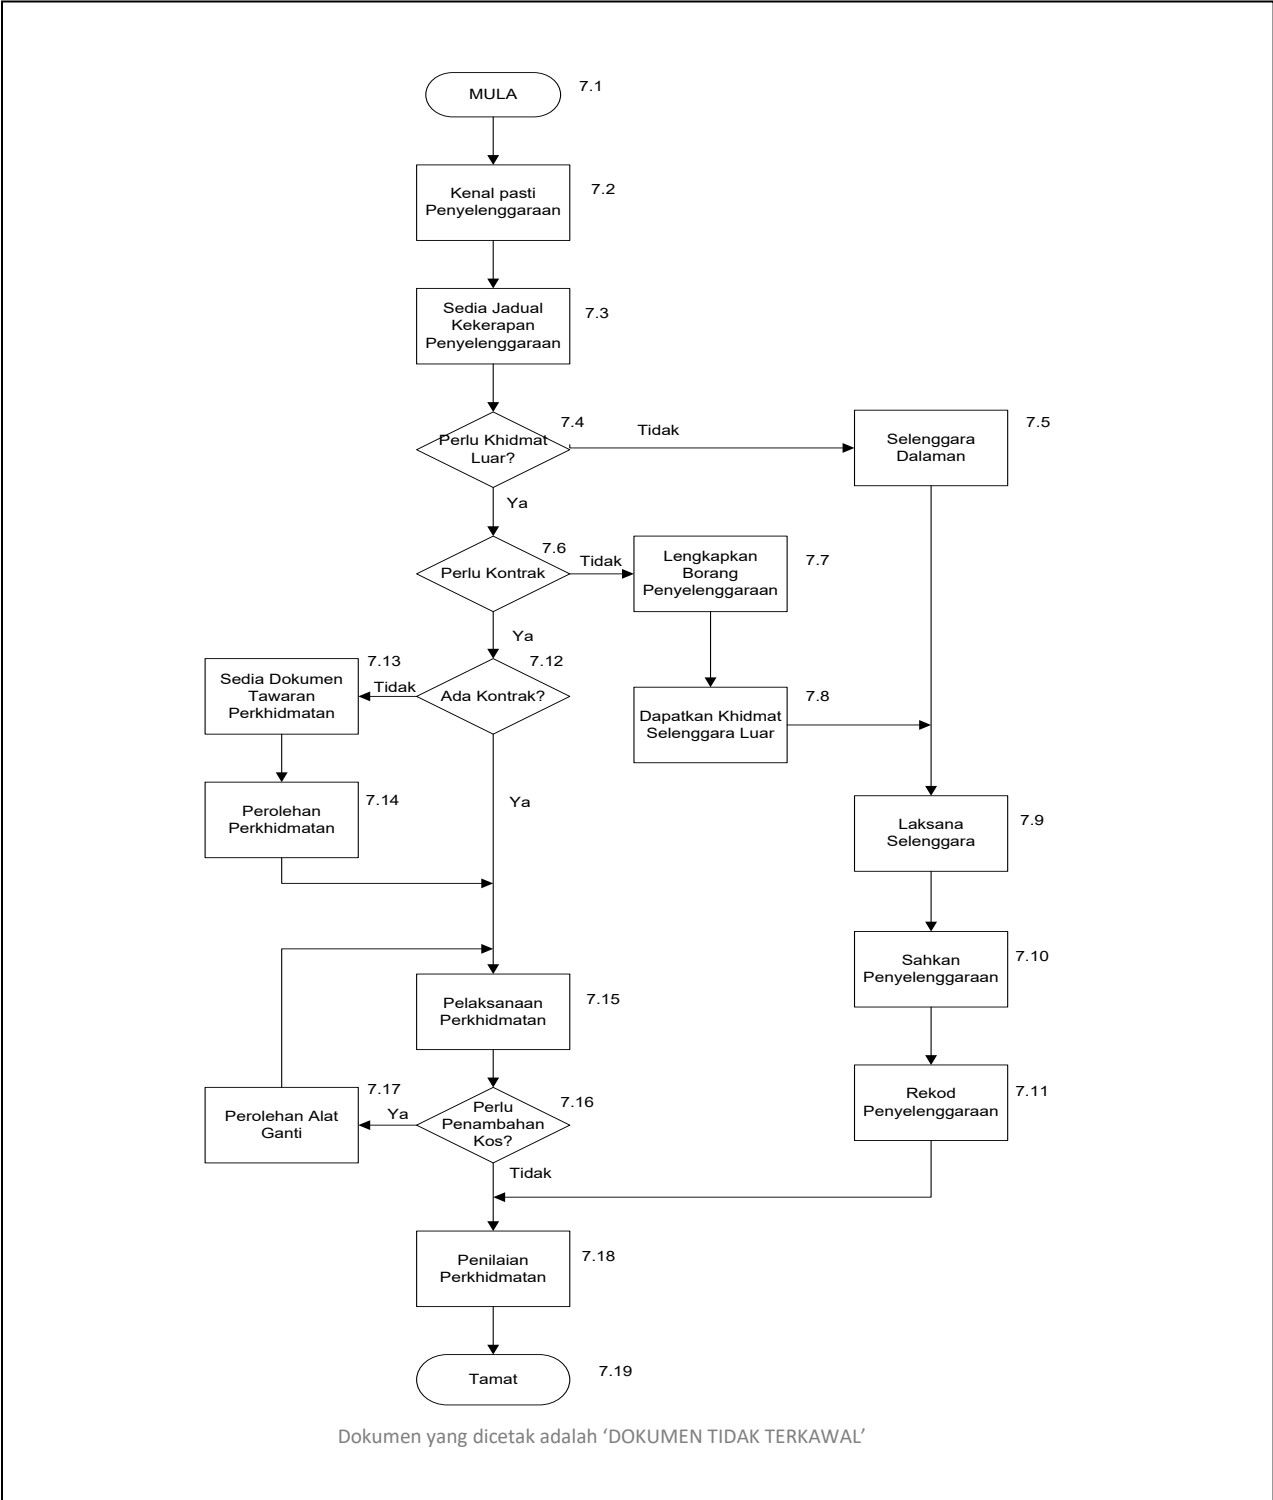 MULA
7.1
Kenal pasti
Penyelenggaraan
7.2
Sedia Jadual
Kekerapan
Penyelenggaraan
7.3
Perlu Khidmat
Luar?
7.4
Tidak
Selenggara
Dalaman
7.5
Ya
Perlu Kontrak
7.6
Tidak
Lengkapkan
Borang
Penyelenggaraan
7.7
Ya
Ada Kontrak?
7.12
Tidak
Sedia Dokumen
Tawaran
Perkhidmatan
7.13
Dapatkan Khidmat
Selenggara Luar
7.8
Perolehan
Perkhidmatan
7.14
Ya
Laksana
Selenggara
7.9
Sahkan
Penyelenggaraan
7.10
Pelaksanaan
Perkhidmatan
7.15
Rekod
Penyelenggaraan
7.11
Perlu
Penambahan
Kos?
7.16
Ya
Perolehan Alat
Ganti
7.17
Tidak
Penilaian
Perkhidmatan
7.18
Tamat
7.19
Dokumen yang dicetak adalah ‘DOKUMEN TIDAK TERKAWAL’